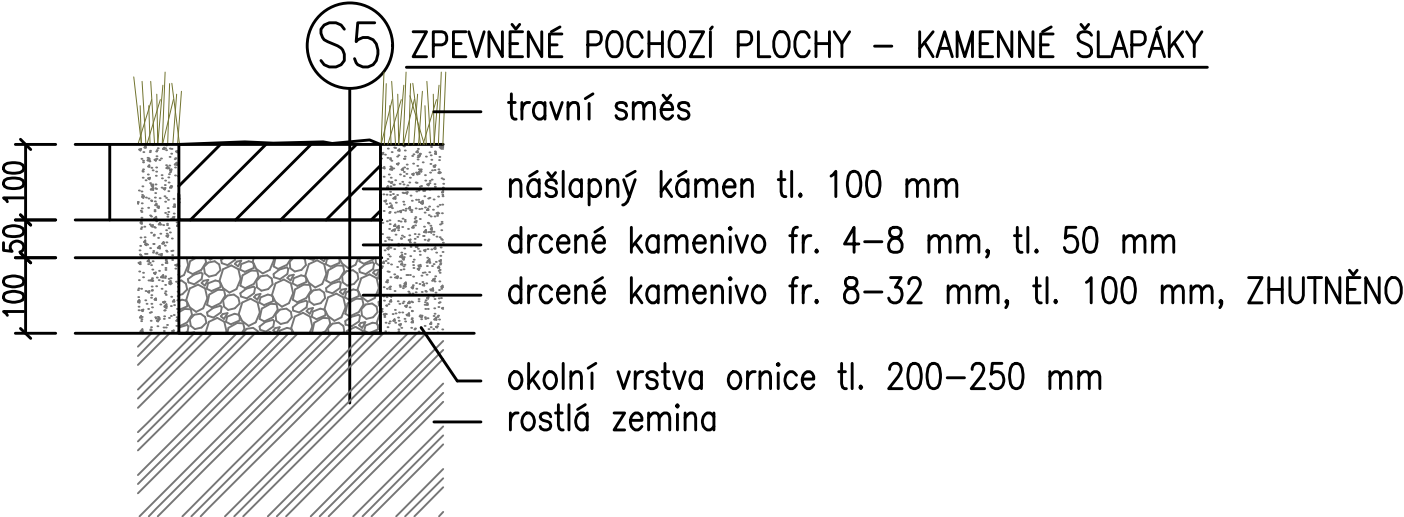 S5 ZPEVNĚNÉ POCHOZÍ PLOCHY – KAMENNÉ ŠLAPÁKY
travní směs
nášlapný kámen tl. 100 mm
drcené kamenivo fr. 4–8 mm, tl. 50 mm
drcené kamenivo fr. 8–32 mm, tl. 100 mm, ZHUTNĚNO
okolní vrstva ornice tl. 200–250 mm
rostlá zemina
100
50
100